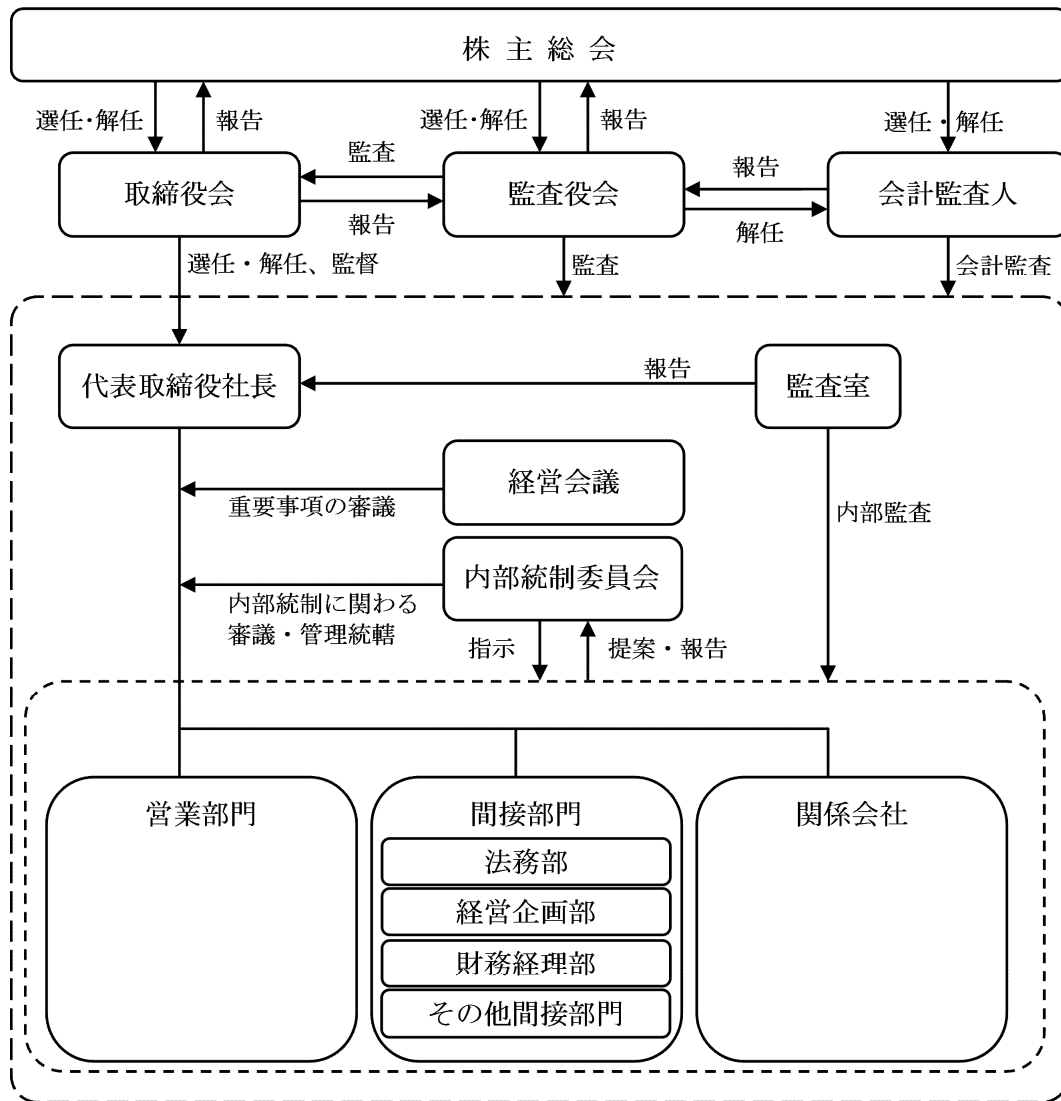 株主総会
選任･解任
報告
選任･解任
報告
選任・解任
取締役会
監査
報告
監査役会
報告
解任
会計監査人
選任・解任、監督
監査
会計監査
代表取締役社長
報告
監査室
経営会議
重要事項の審議
内部監査
内部統制委員会
内部統制に関わる
審議・管理統轄
指示
提案・報告
営業部門
間接部門
関係会社
法務部
経営企画部
財務経理部
その他間接部門